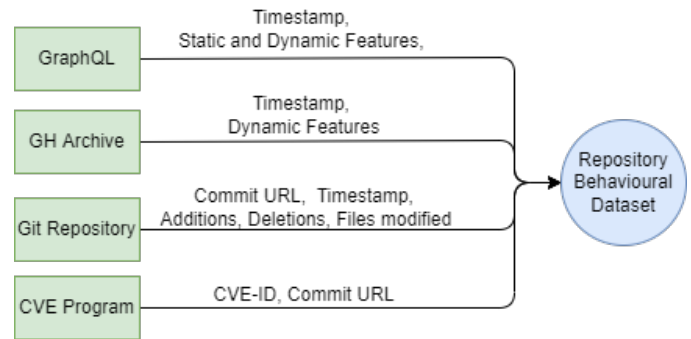 Timestamp,
Static and Dynamic Features,
GraphQL
Timestamp,
Dynamic Features
GH Archive
Commit URL, Timestamp,
Additions, Deletions, Files modified
Git Repository
CVE-ID, Commit URL
CVE Program
Repository
Behavioural
Dataset